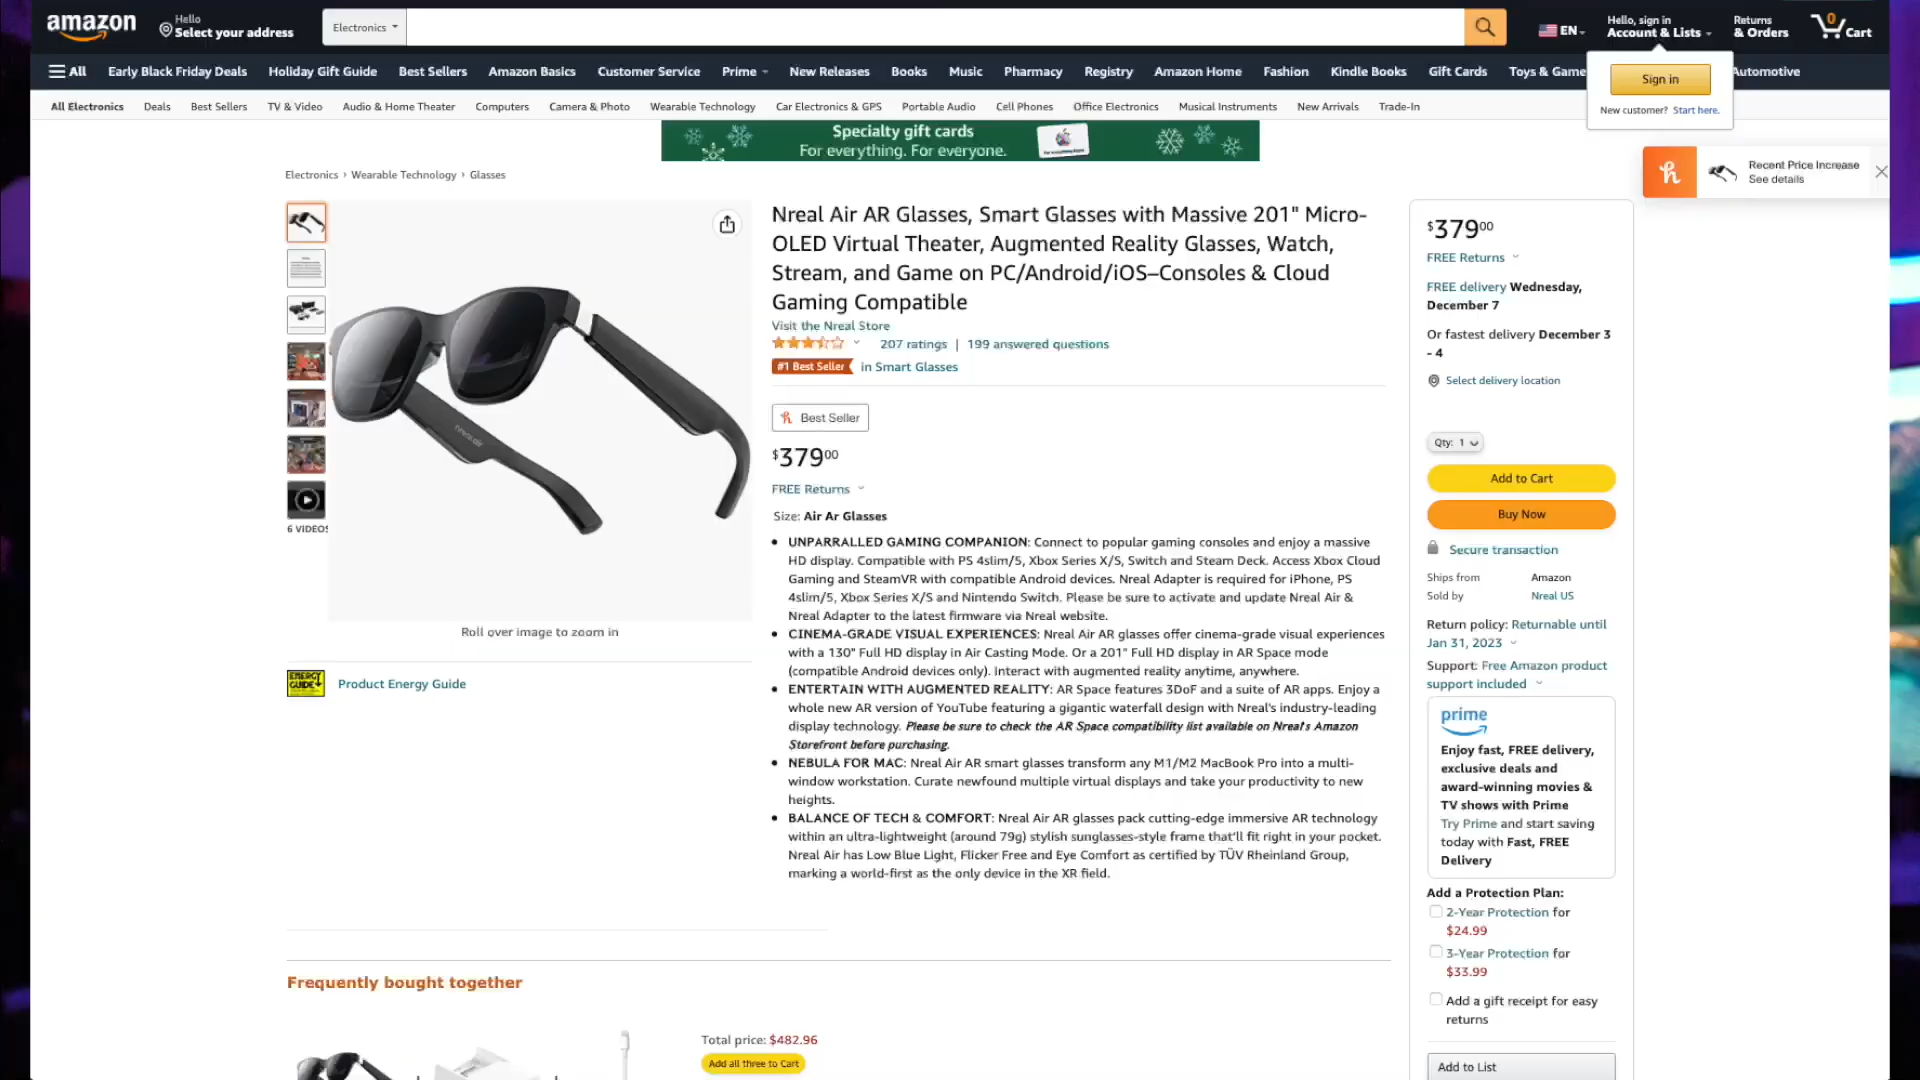 amazon
Hello
Select your address
Electronics
EN
Hello, sign in
Account & Lists
Returns
& Orders
0
Cart
All
Early Black Friday Deals
Holiday Gift Guide
Best Sellers
Amazon Basics
Customer Service
Prime
New Releases
Books
Music
Pharmacy
Registry
Amazon Home
Fashion
Kindle Books
Gift Cards
Toys & Game
Automotive
Sign in
New customer? Start here.
All Electronics
Deals
Best Sellers
TV & Video
Audio & Home Theater
Computers
Camera & Photo
Wearable Technology
Car Electronics & GPS
Portable Audio
Cell Phones
Office Electronics
Musical Instruments
New Arrivals
Trade-In
Specialty gift cards
For everything. For everyone.
Recent Price Increase
See details
Electronics › Wearable Technology › Glasses
nreal air
6 VIDEOS
Roll over image to zoom in
ENERGY
GUIDE
Product Energy Guide
Nreal Air AR Glasses, Smart Glasses with Massive 201" Micro-
OLED Virtual Theater, Augmented Reality Glasses, Watch,
Stream, and Game on PC/Android/iOS–Consoles & Cloud
Gaming Compatible
Visit the Nreal Store
207 ratings | 199 answered questions
#1 Best Seller in Smart Glasses
Best Seller
$37900
FREE Returns
Size: Air Ar Glasses
• UNPARRALLED GAMING COMPANION: Connect to popular gaming consoles and enjoy a massive
HD display. Compatible with PS 4slim/5, Xbox Series X/S, Switch and Steam Deck. Access Xbox Cloud
Gaming and SteamVR with compatible Android devices. Nreal Adapter is required for iPhone, PS
4slim/5, Xbox Series X/S and Nintendo Switch. Please be sure to activate and update Nreal Air &
Nreal Adapter to the latest firmware via Nreal website.
• CINEMA-GRADE VISUAL EXPERIENCES: Nreal Air AR glasses offer cinema-grade visual experiences
with a 130" Full HD display in Air Casting Mode. Or a 201" Full HD display in AR Space mode
(compatible Android devices only). Interact with augmented reality anytime, anywhere.
• ENTERTAIN WITH AUGMENTED REALITY: AR Space features 3DoF and a suite of AR apps. Enjoy a
whole new AR version of YouTube featuring a gigantic waterfall design with Nreal's industry-leading
display technology. Please be sure to check the AR Space compatibility list available on Nreal's Amazon
Storefront before purchasing.
• NEBULA FOR MAC: Nreal Air AR smart glasses transform any M1/M2 MacBook Pro into a multi-
window workstation. Curate newfound multiple virtual displays and take your productivity to new
heights.
• BALANCE OF TECH & COMFORT: Nreal Air AR glasses pack cutting-edge immersive AR technology
within an ultra-lightweight (around 79g) stylish sunglasses-style frame that'll fit right in your pocket.
Nreal Air has Low Blue Light, Flicker Free and Eye Comfort as certified by TÜV Rheinland Group,
marking a world-first as the only device in the XR field.
Frequently bought together
Total price: $482.96
Add all three to Cart
$37900
FREE Returns
FREE delivery Wednesday,
December 7
Or fastest delivery December 3
- 4
Select delivery location
Qty: 1
Add to Cart
Buy Now
Secure transaction
Ships from Amazon
Sold by Nreal US
Return policy: Returnable until
Jan 31, 2023
Support: Free Amazon product
support included
prime
Enjoy fast, FREE delivery,
exclusive deals and
award-winning movies &
TV shows with Prime
Try Prime and start saving
today with Fast, FREE
Delivery
Add a Protection Plan:
2-Year Protection for
$24.99
3-Year Protection for
$33.99
Add a gift receipt for easy
returns
Add to List